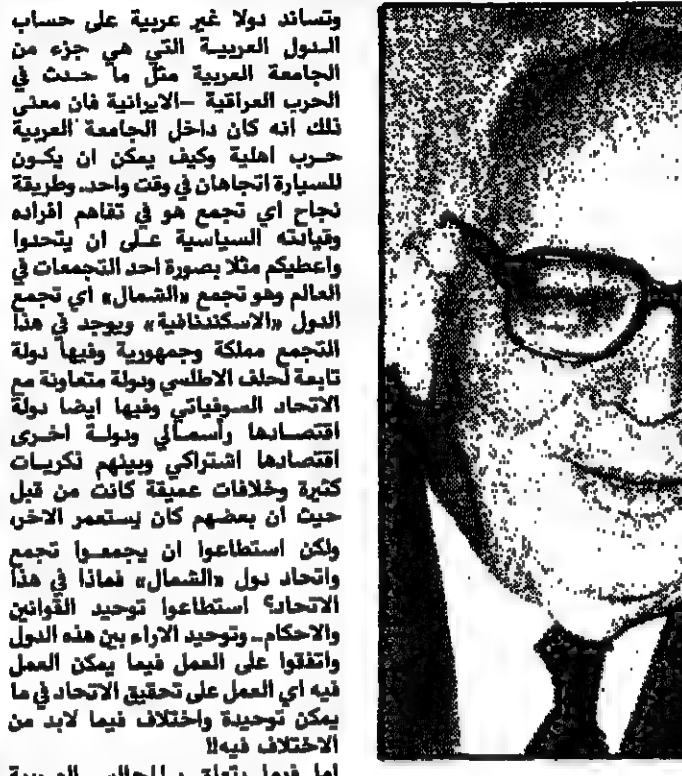 وتساند دولا غير عربية على حساب
الدول العربية التي هي جزء من
الجامعة العربية مثل ما حدث في
الحرب العراقية -الايرانية فان معنى
ذلك انه كان داخل الجامعة العربية
حرب اهلية وكيف يمكن ان يكون
للسيارة اتجاهان في وقت واحد.. وطريقة
نجاح اي تجمع هو في تفاهم افراده
وقيادته السياسية على ان يتحدوا
واعطيكم مثلا بصورة احد التجمعات في
العالم وهو تجمع «الشمال» اي تجمع
الدول «الاسكندنافية» ويوجد في هذا
التجمع مملكة وجمهورية وفيها دولة
تابعة لحلف الاطلسي ودولة متعاونة مع
الاتحاد السوفياتي وفيها ايضا دولة
اقتصادها رأسمالي ودولة اخرى
اقتصادها اشتراكي وبينهم ذكريات
كثيرة وخلافات عميقة كانت من قبل
حيث ان بعضهم كان يستعمر الاخر،
ولكن استطاعوا ان يجمعوا تجمع
واتحاد دول «الشمال» فماذا في هذا
الاتحاد؟ استطاعوا توحيد القوانين
والاحكام.. وتوحيد الاراء بين هذه الدول
واتفقوا على العمل فيما يمكن العمل
فيه اي العمل على تحقيق الاتحاد في ما
يمكن توحيدة واختلاف فيما لابد من
الاختلاف فيه!!
اما فيما يتعلق